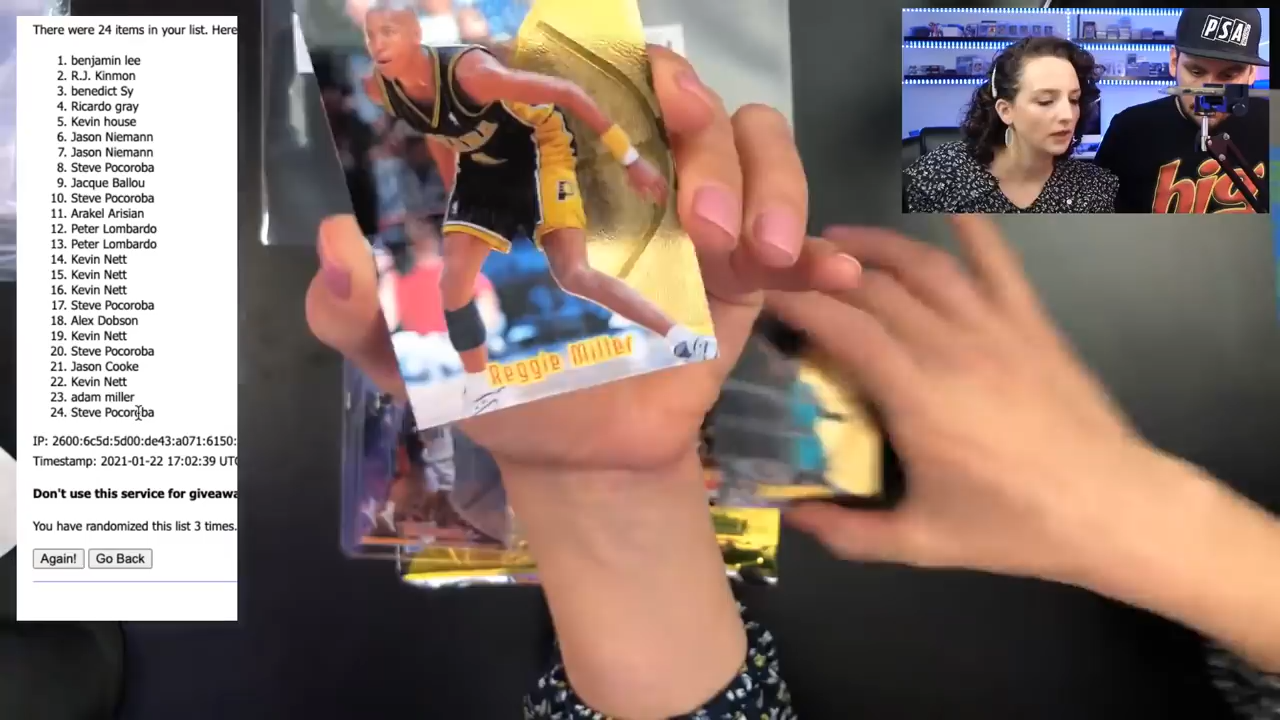 There were 24 items in your list. Here
1. benjamin lee
2. R.J. Kinmon
3. benedict Sy
4. Ricardo gray
5. Kevin house
6. Jason Niemann
7. Jason Niemann
8. Steve Pocoroba
9. Jacque Ballou
10. Steve Pocoroba
11. Arakel Arisian
12. Peter Lombardo
13. Peter Lombardo
14. Kevin Nett
15. Kevin Nett
16. Kevin Nett
17. Steve Pocoroba
18. Alex Dobson
19. Kevin Nett
20. Steve Pocoroba
21. Jason Cooke
22. Kevin Nett
23. adam miller
24. Steve Pocoroba
IP: 2600:6c5d:5d00:de43:a071:6150:
Timestamp: 2021-01-22 17:02:39 UTC
Don't use this service for giveawa
You have randomized this list 3 times.
Again! Go Back
Reggie Miller
PSA